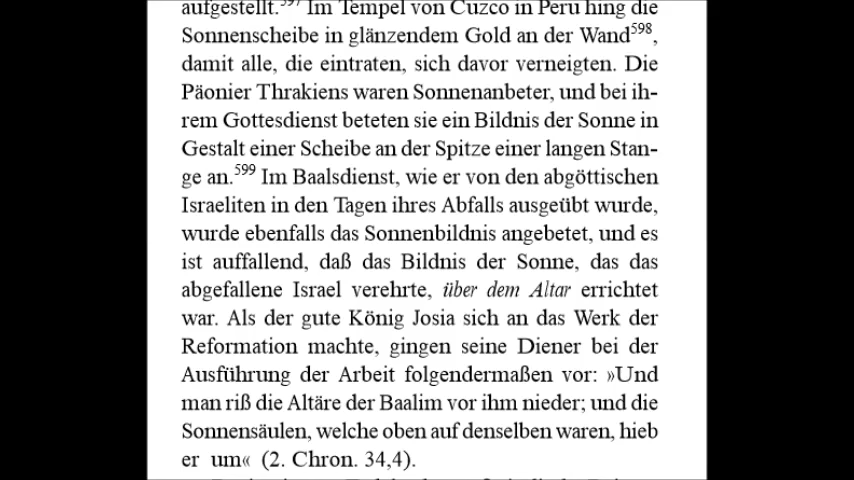 aufgestellt.⁵⁹⁷ Im Tempel von Cuzco in Peru hing die
Sonnenscheibe in glänzendem Gold an der Wand⁵⁹⁸,
damit alle, die eintraten, sich davor verneigten. Die
Päonier Thrakiens waren Sonnenanbeter, und bei ih-
rem Gottesdienst beteten sie ein Bildnis der Sonne in
Gestalt einer Scheibe an der Spitze einer langen Stan-
ge an.⁵⁹⁹ Im Baalsdienst, wie er von den abgöttischen
Israeliten in den Tagen ihres Abfalls ausgeübt wurde,
wurde ebenfalls das Sonnenbildnis angebetet, und es
ist auffallend, daß das Bildnis der Sonne, das das
abgefallene Israel verehrte, über dem Altar errichtet
war. Als der gute König Josia sich an das Werk der
Reformation machte, gingen seine Diener bei der
Ausführung der Arbeit folgendermaßen vor: »Und
man riß die Altäre der Baalim vor ihm nieder; und die
Sonnensäulen, welche oben auf denselben waren, hieb
er um« (2. Chron. 34,4).